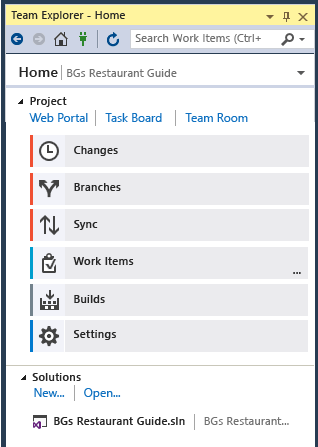 Team Explorer - Home
Search Work Items (Ctrl+
Home | BGs Restaurant Guide
Project
Web Portal | Task Board | Team Room
Changes
Branches
Sync
Work Items
...
Builds
Settings
Solutions
New... | Open...
BGs Restaurant Guide.sln | BGs Restaurant...